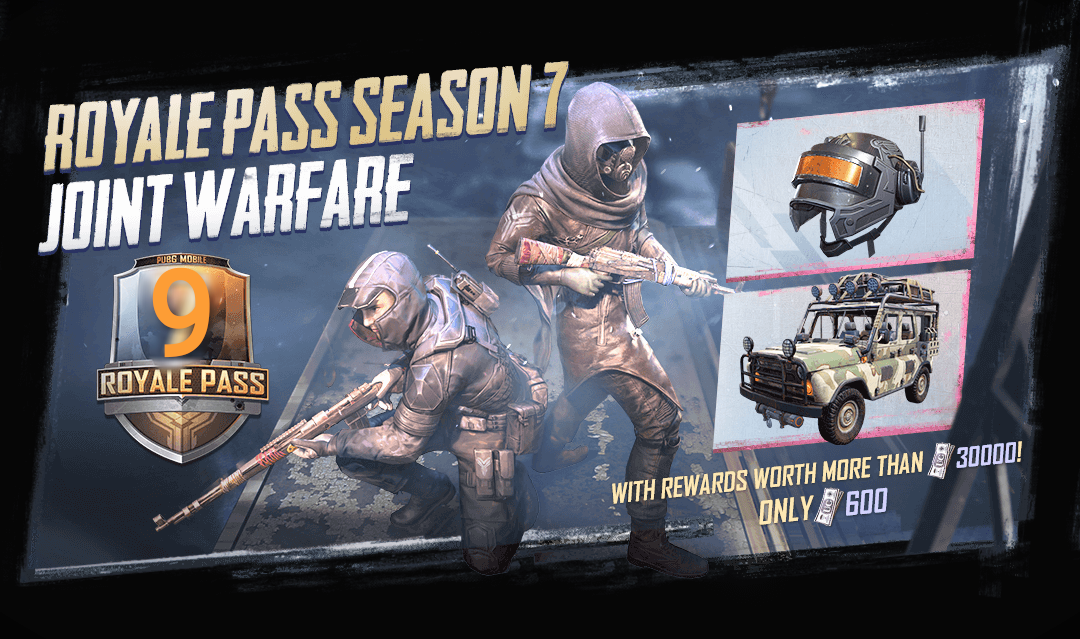 ROYALE PASS SEASON 7
JOINT WARFARE
PUBG MOBILE
9
ROYALE PASS
WITH REWARDS WORTH MORE THAN 30000!
ONLY 600